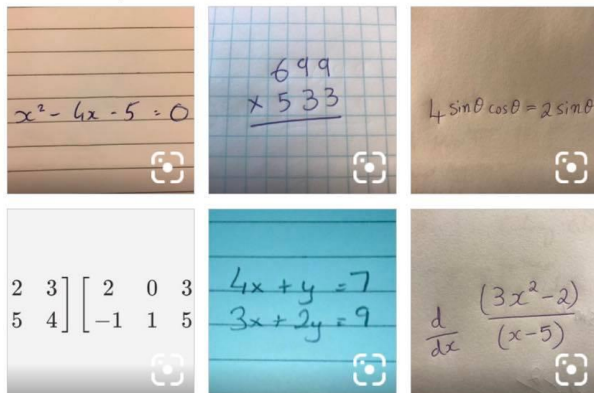 x² - 4x - 5 = 0
699
× 533
4 sinθ cosθ = 2 sinθ
2 3 ] [ 2 0 3
5 4 ] [ -1 1 5
4x + y = 7
3x + 2y = 9
d/dx (3x² - 2)/(x - 5)